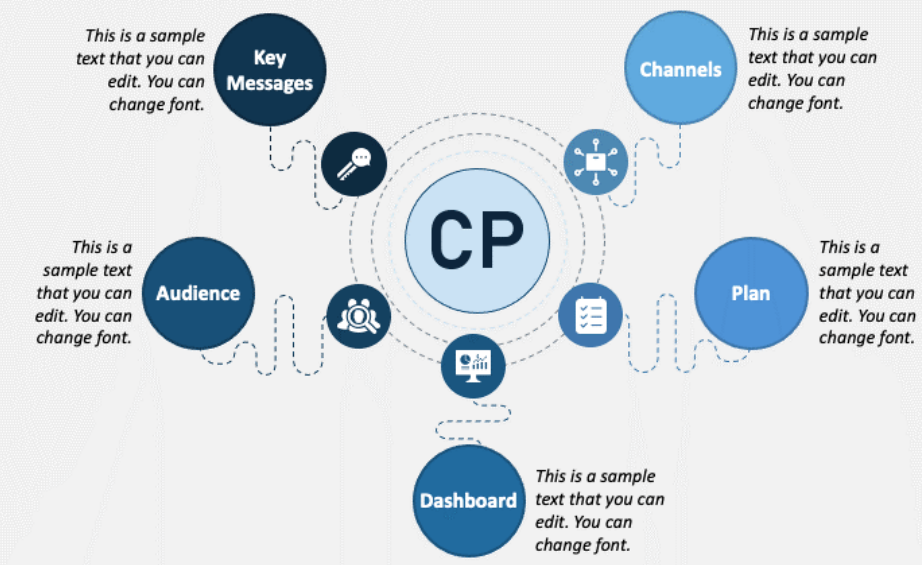 This is a sample
text that you can
edit. You can
change font.
Key
Messages
Channels
This is a sample
text that you can
edit. You can
change font.
CP
This is a
sample text
that you can
edit. You can
change font.
Audience
Plan
This is a
sample text
that you can
edit. You can
change font.
Dashboard
This is a sample
text that you can
edit. You can
change font.